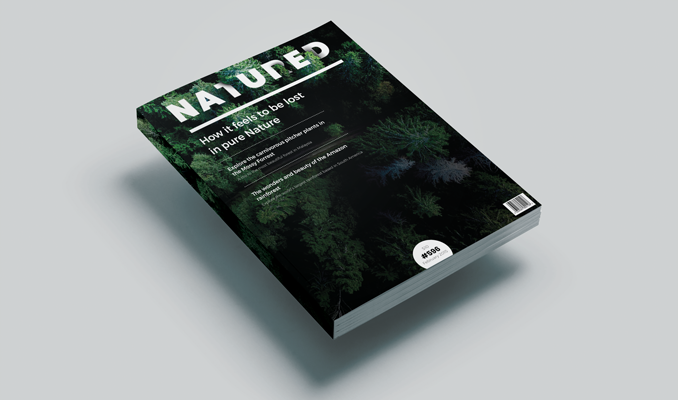 NATURED
How it feels to be lost
in pure Nature
Explore the carnivorous pitcher plants in
the Mossy Forrest
The wonders and beauty of the Amazon
rainforest
#596